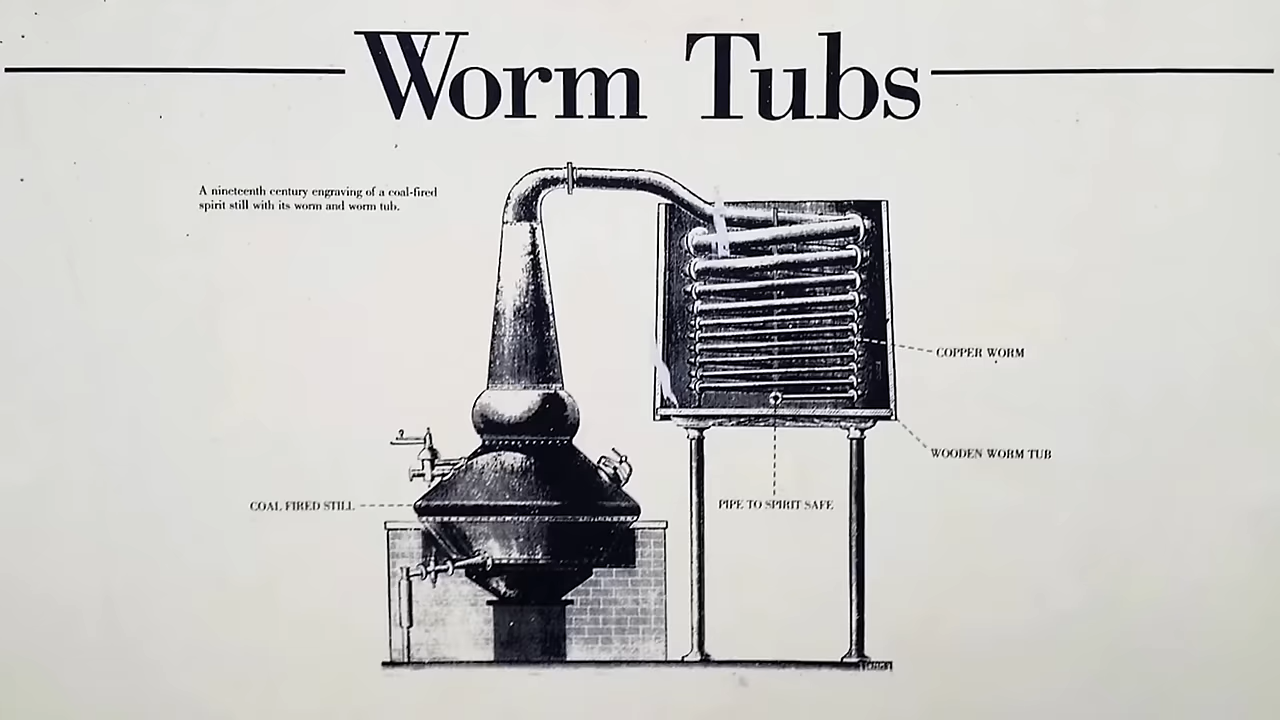 Worm Tubs
A nineteenth century engraving of a coal-fired
spirit still with its worm and worm tub.
COPPER WORM
WOODEN WORM TUB
COAL FIRED STILL
PIPE TO SPIRIT SAFE